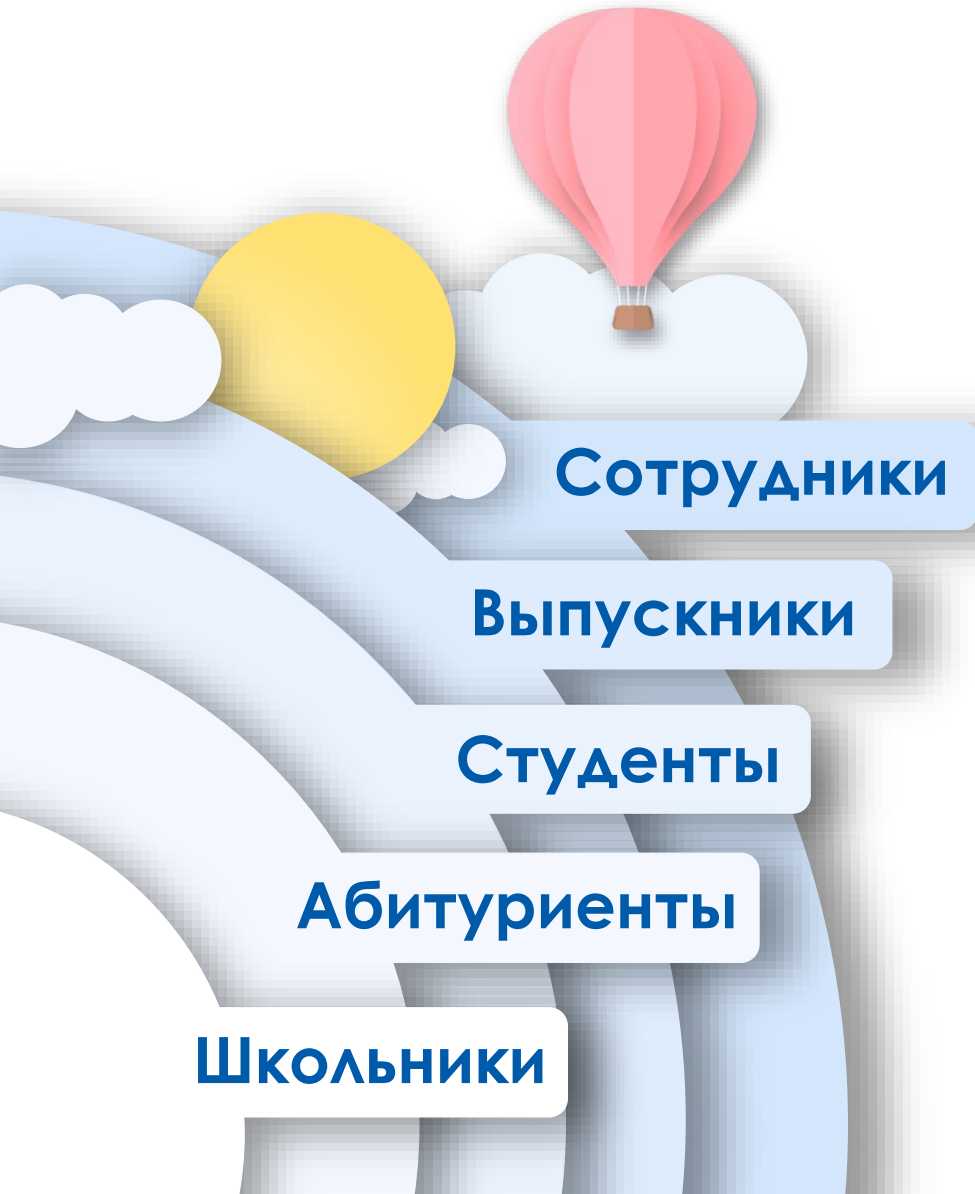 Сотрудники
Выпускники
Студенты
Абитуриенты
Школьники